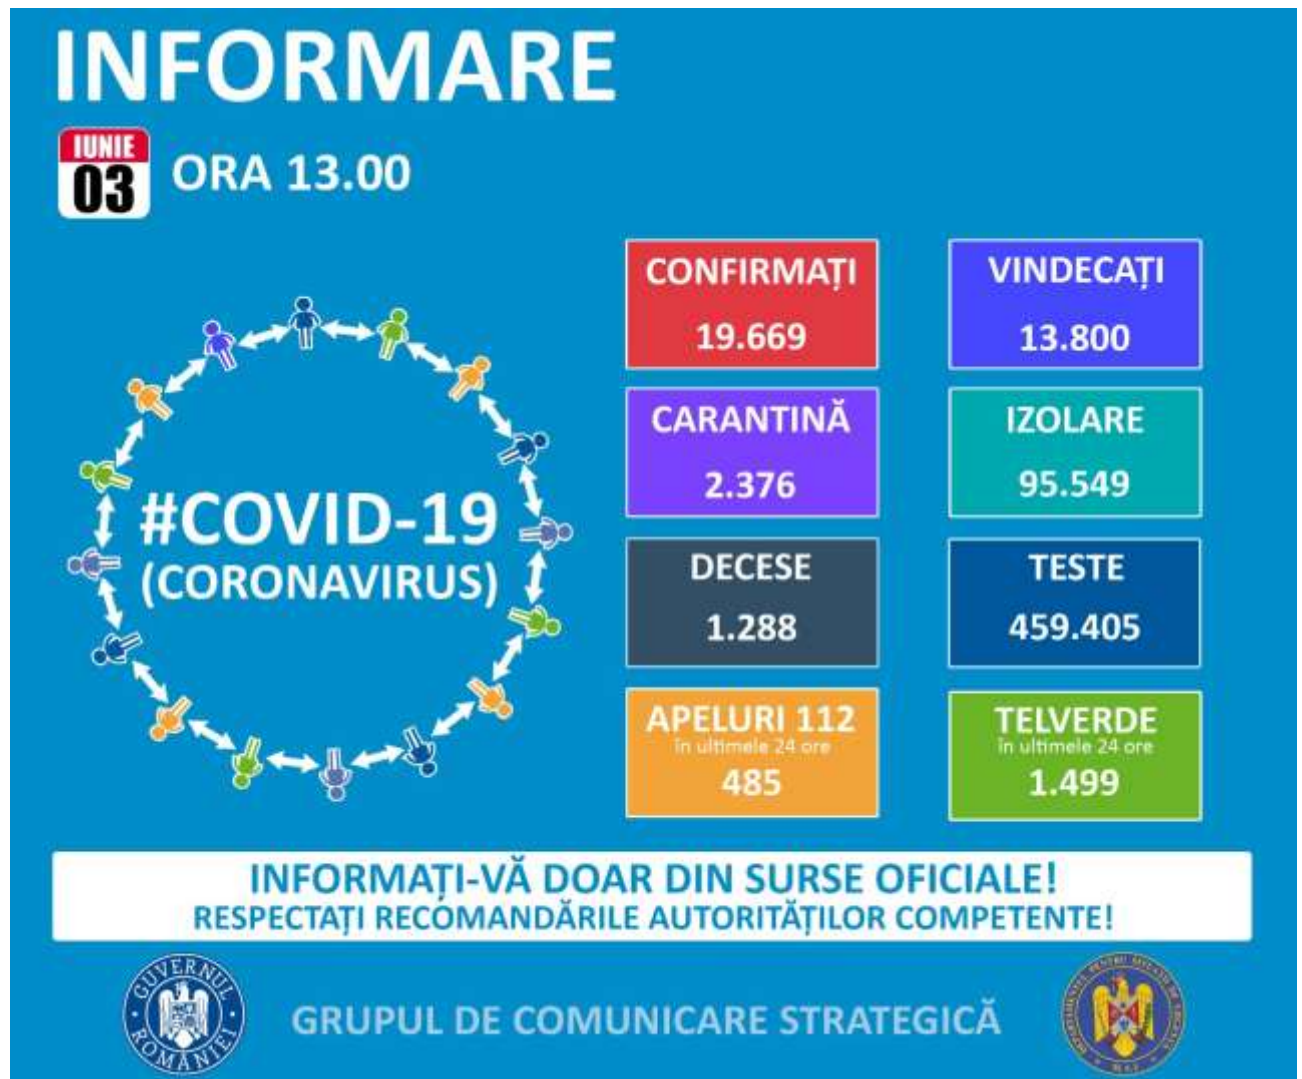 INFORMARE
IUNIE
03
ORA 13.00
CONFIRMAȚI
19.669
VINDECAȚI
13.800
CARANTINĂ
2.376
IZOLARE
95.549
#COVID-19
(CORONAVIRUS)
DECESE
1.288
TESTE
459.405
APELURI 112
în ultimele 24 ore
485
TELVERDE
în ultimele 24 ore
1.499
INFORMAȚI-VĂ DOAR DIN SURSE OFICIALE!
RESPECTAȚI RECOMANDĂRILE AUTORITĂȚILOR COMPETENTE!
GUVERNUL
ROMÂNIEI
GRUPUL DE COMUNICARE STRATEGICĂ